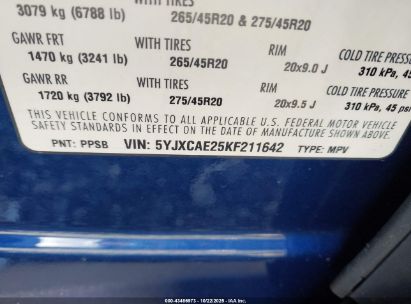 3079 kg (6788 lb) 265/45R20 & 275/45R20
GAWR FRT WITH TIRES RIM COLD TIRE PRESSURE
1470 kg (3241 lb) 265/45R20 20x9.0 J 310 kPa, 45
GAWR RR WITH TIRES RIM COLD TIRE PRESSURE
1720 kg (3792 lb) 275/45R20 20x9.5 J 310 kPa, 45 psi
THIS VEHICLE CONFORMS TO ALL APPLICABLE U.S. FEDERAL MOTOR VEHICLE
SAFETY STANDARDS IN EFFECT ON THE DATE OF MANUFACTURE SHOWN ABOVE.
PNT: PPSB VIN: 5YJXCAE25KF211642 TYPE: MPV